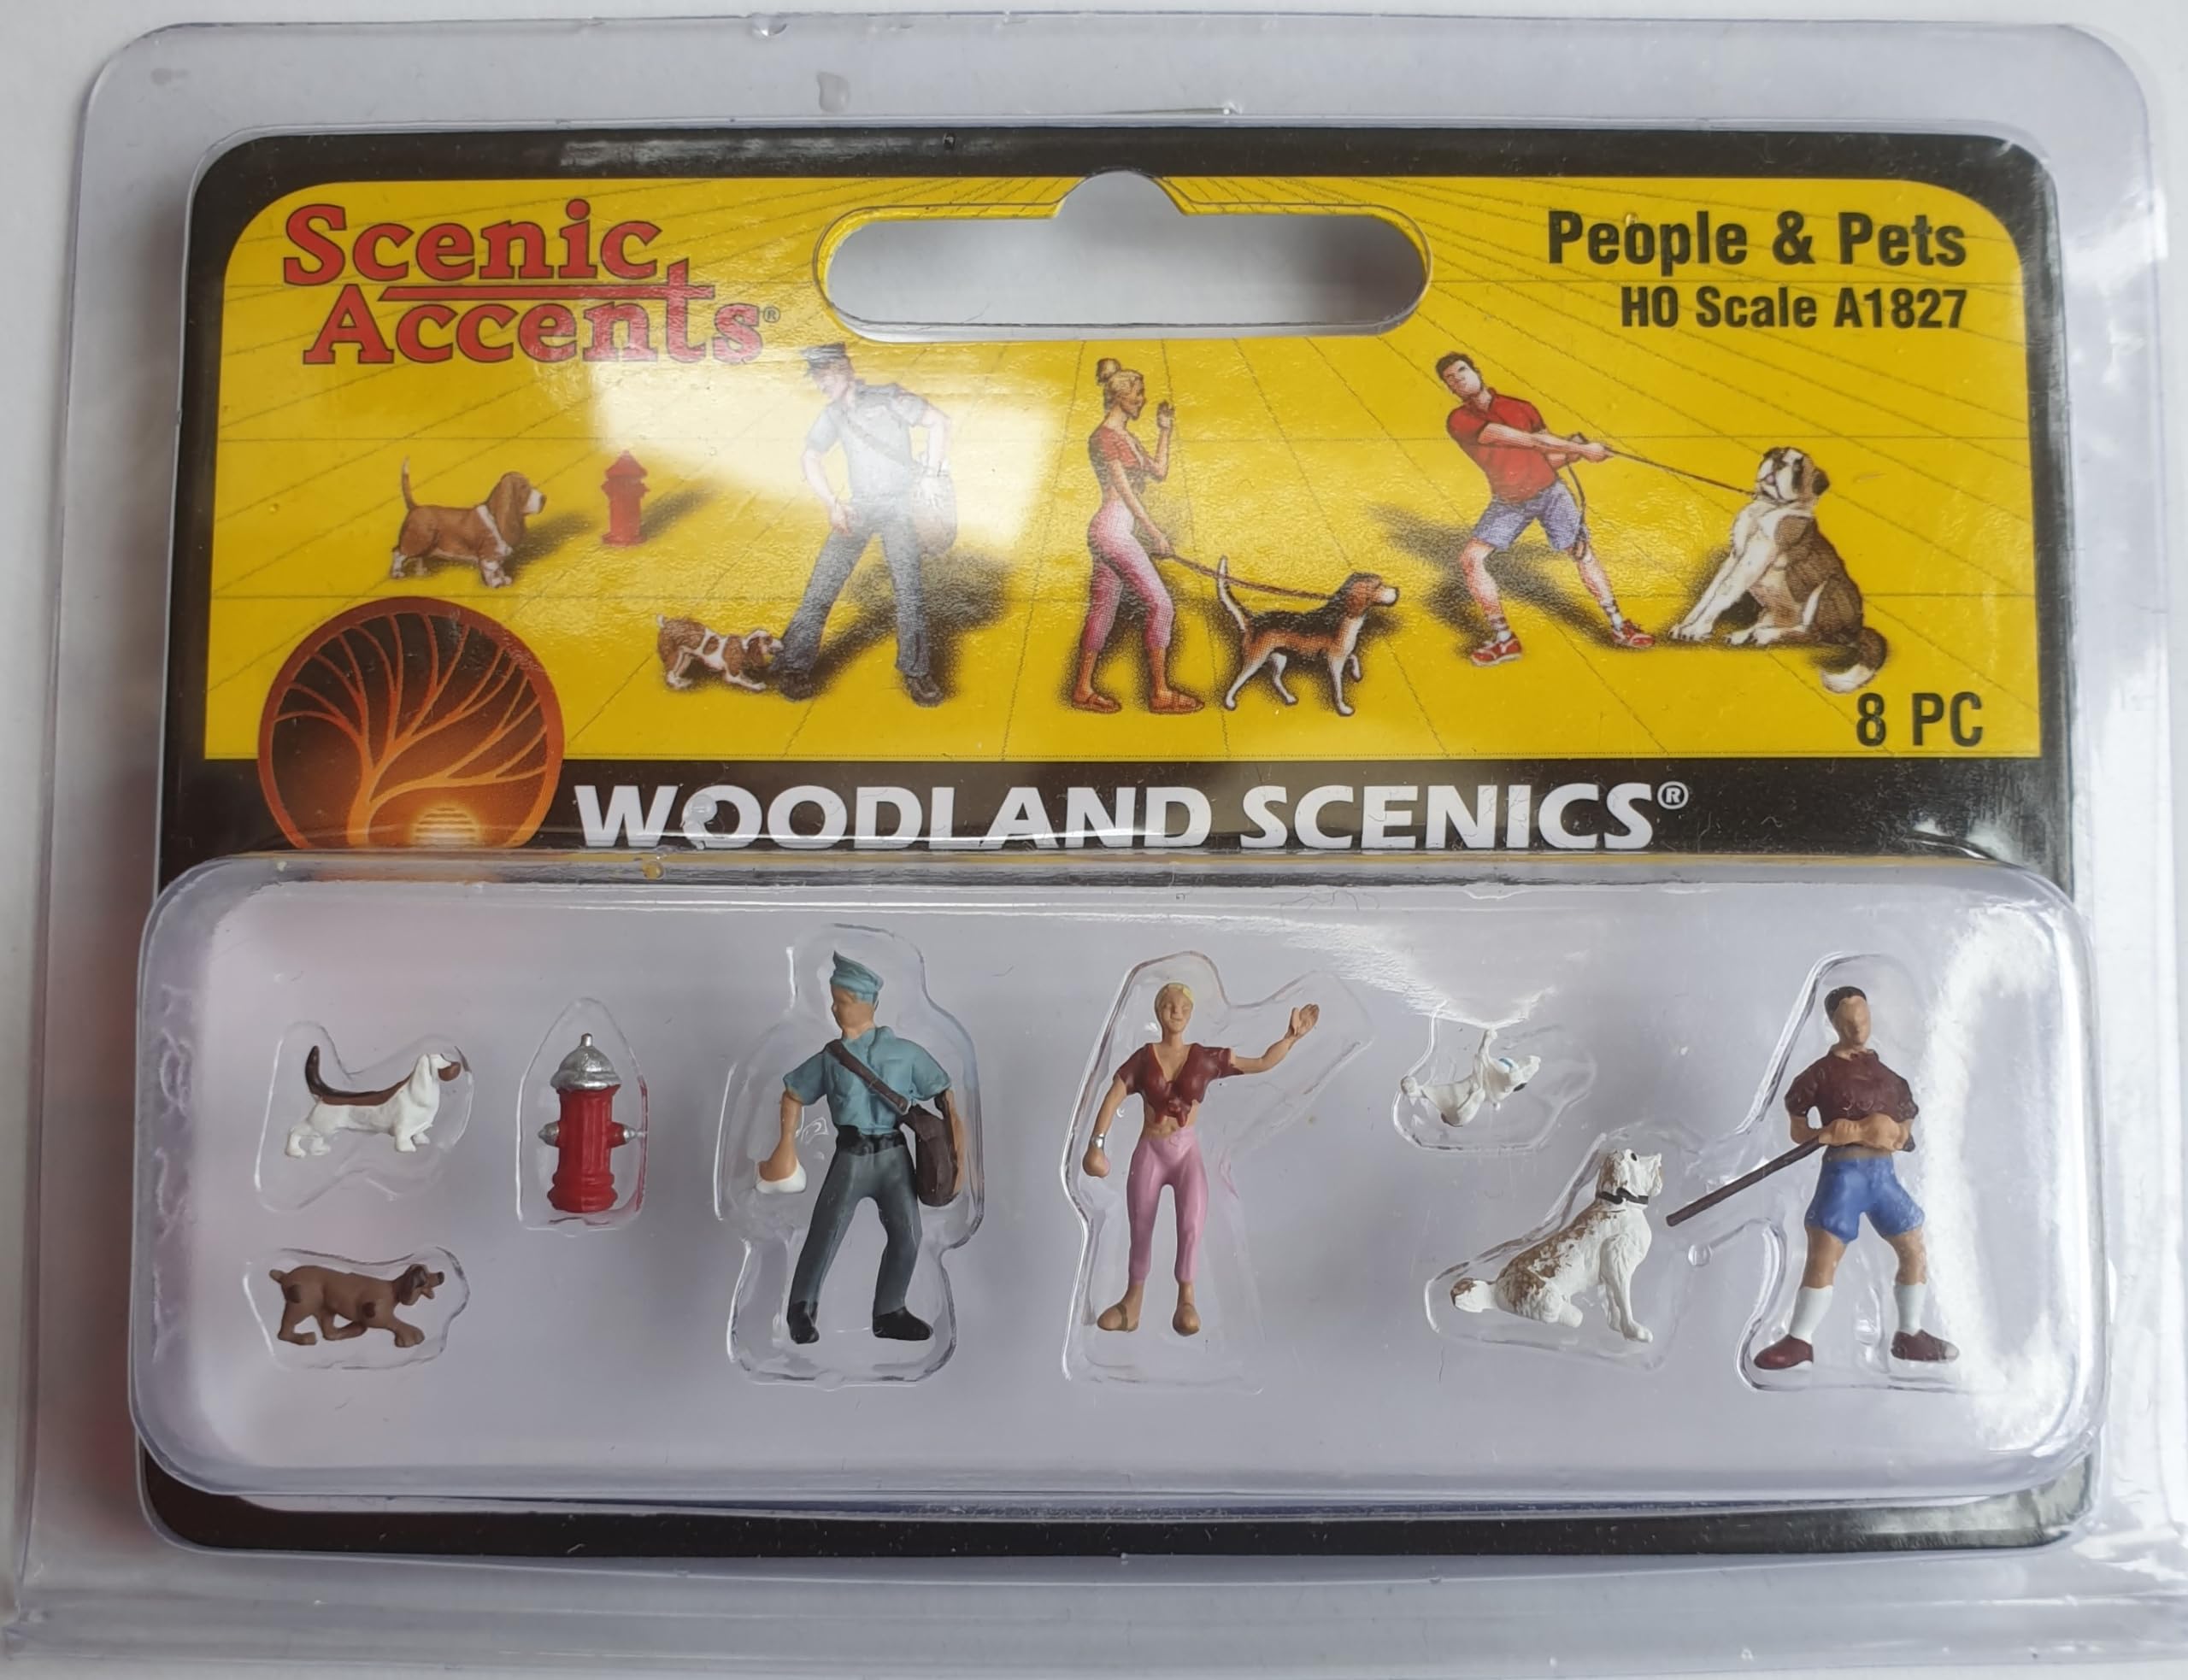 Scenic
Accents®
People & Pets
HO Scale A1827
8 PC
WOODLAND SCENICS®